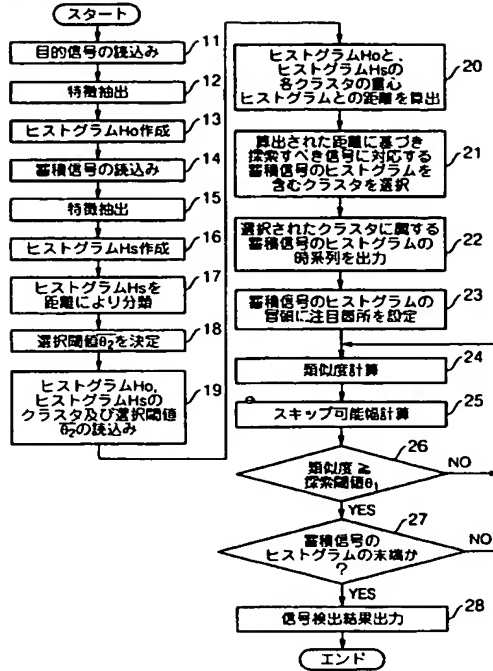 スタート
11
目的信号の読込み
12
特徴抽出
13
ヒストグラムHo作成
14
蓄積信号の読込み
15
特徴抽出
16
ヒストグラムHs作成
17
ヒストグラムHsを
距離により分類
18
選択閾値θ2を決定
19
ヒストグラムHo,
ヒストグラムHsの
クラスタ及び選択閾値
θ2の読込み
20
ヒストグラムHoと、
ヒストグラムHsの
各クラスタの重心
ヒストグラムとの距離を算出
21
算出された距離に基づき
探索すべき信号に対応する
蓄積信号のヒストグラムを
含むクラスタを選択
22
選択されたクラスタに属する
蓄積信号のヒストグラムの
時系列を出力
23
蓄積信号のヒストグラムの
冒頭に注目箇所を設定
24
類似度計算
25
スキップ可能幅計算
26
類似度 ≧
探索閾値θ1
NO
YES
27
蓄積信号の
ヒストグラムの末端か
?
NO
YES
28
信号検出結果出力
エンド